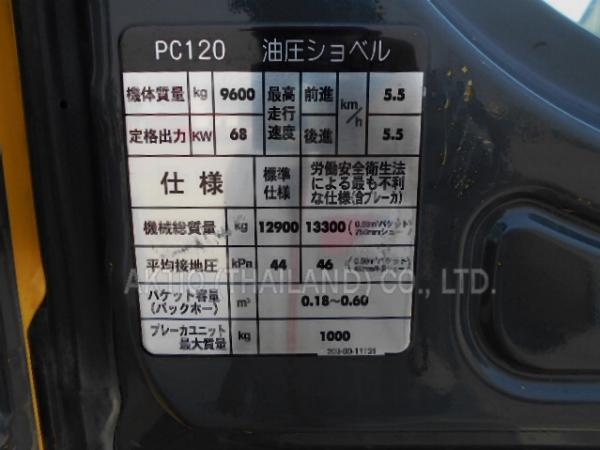 PC120 油圧ショベル
機体質量 kg 9600 最高走行速度 前進 km/h 5.5
定格出力 KW 68 後進 5.5
仕様 標準仕様 労働安全衛生法による最も不利な仕様(含ブレーカ)
機械総質量 kg 12900 13300
平均接地圧 kPa 44 46
バケット容量(バックホー) m³ 0.18~0.60
ブレーカユニット最大質量 kg 1000
AKUJO (THAILAND) CO., LTD.